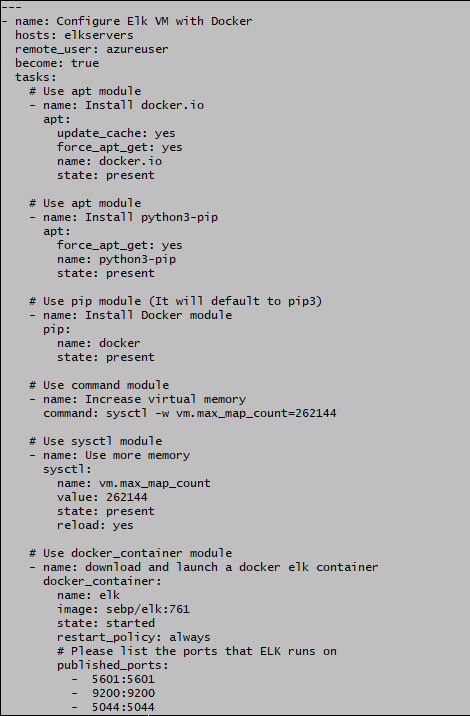 ---
- name: Configure Elk VM with Docker
  hosts: elkservers
  remote_user: azureuser
  become: true
  tasks:
    # Use apt module
    - name: Install docker.io
      apt:
        update_cache: yes
        force_apt_get: yes
        name: docker.io
        state: present

    # Use apt module
    - name: Install python3-pip
      apt:
        force_apt_get: yes
        name: python3-pip
        state: present

    # Use pip module (It will default to pip3)
    - name: Install Docker module
      pip:
        name: docker
        state: present

    # Use command module
    - name: Increase virtual memory
      command: sysctl -w vm.max_map_count=262144

    # Use sysctl module
    - name: Use more memory
      sysctl:
        name: vm.max_map_count
        value: 262144
        state: present
        reload: yes

    # Use docker_container module
    - name: download and launch a docker elk container
      docker_container:
        name: elk
        image: sebp/elk:761
        state: started
        restart_policy: always
        # Please list the ports that ELK runs on
        published_ports:
          -  5601:5601
          -  9200:9200
          -  5044:5044